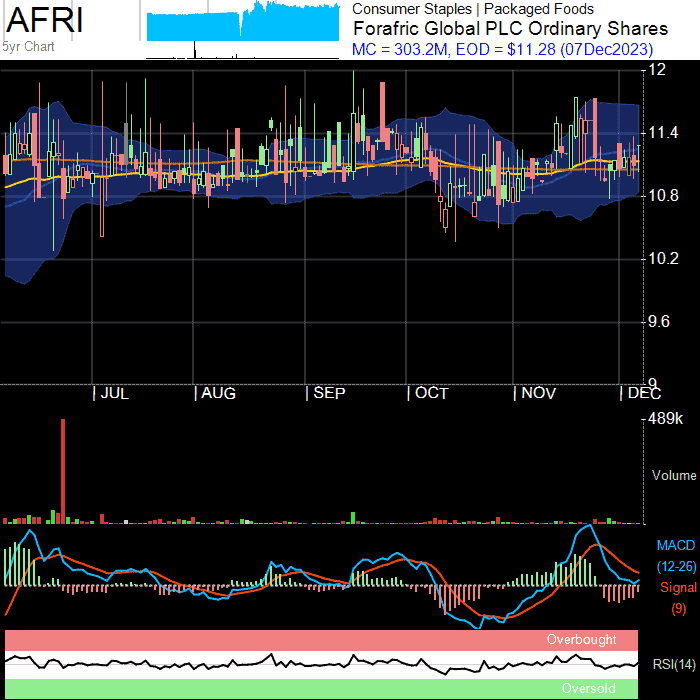 AFRI
5yr Chart
Consumer Staples | Packaged Foods
Forafric Global PLC Ordinary Shares
MC = 303.2M, EOD = $11.28 (07Dec2023)
12
11.4
10.8
10.2
9.6
9
JUL
AUG
SEP
OCT
NOV
DEC
489k
Volume
MACD
(12-26)
Signal
(9)
Overbought
RSI(14)
Oversold